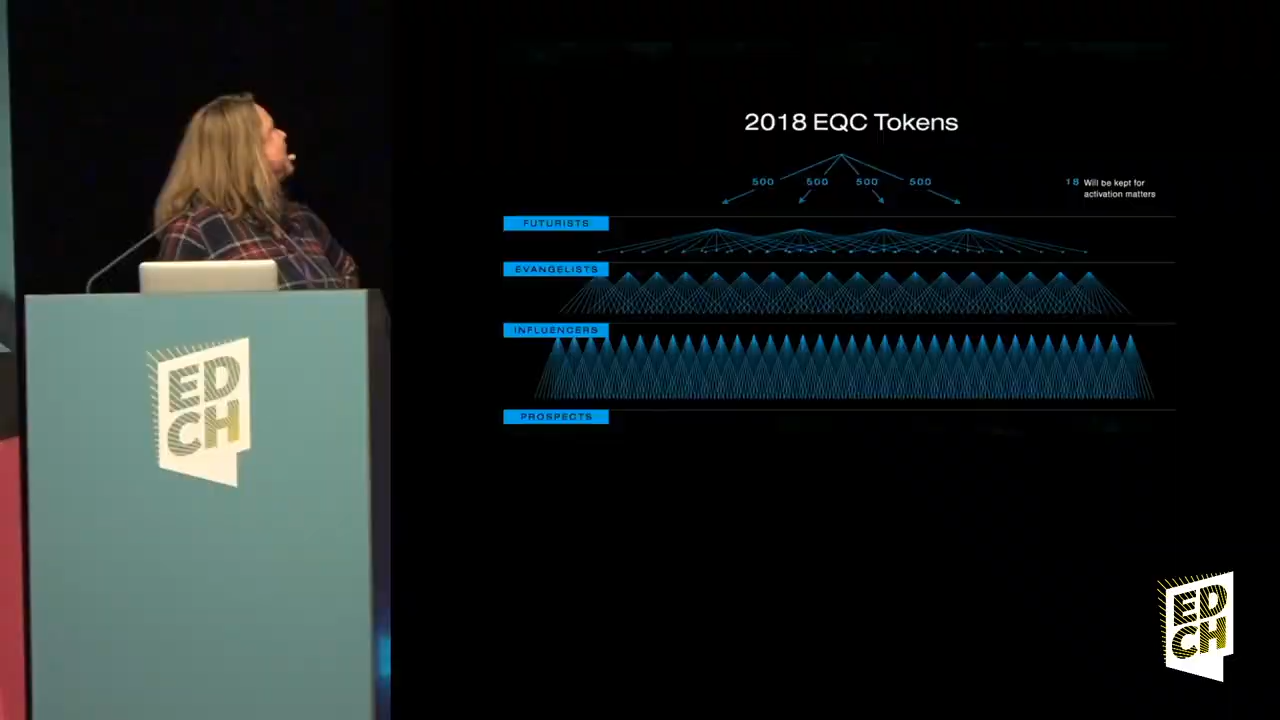 2018 EQC Tokens
500
500
500
500
18 Will be kept for
activation matters
FUTURISTS
EVANGELISTS
INFLUENCERS
PROSPECTS
ED
CH
ED
CH